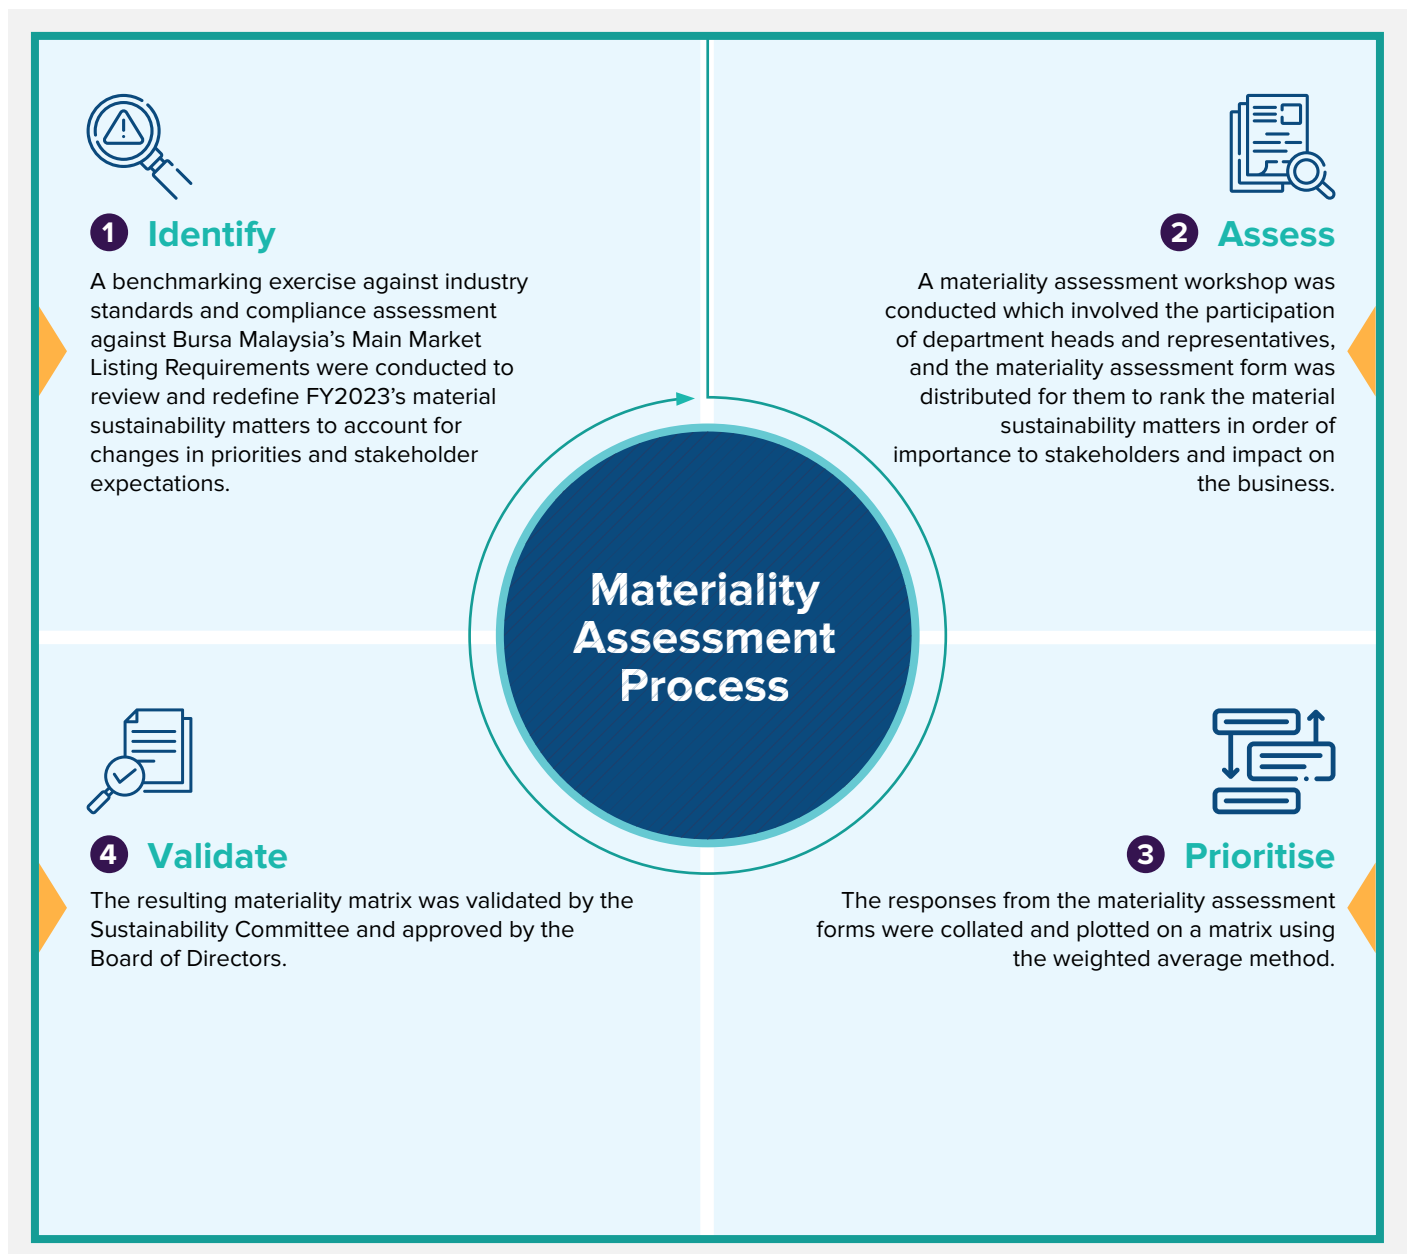 1 Identify
A benchmarking exercise against industry
standards and compliance assessment
against Bursa Malaysia’s Main Market
Listing Requirements were conducted to
review and redefine FY2023’s material
sustainability matters to account for
changes in priorities and stakeholder
expectations.
2 Assess
A materiality assessment workshop was
conducted which involved the participation
of department heads and representatives,
and the materiality assessment form was
distributed for them to rank the material
sustainability matters in order of
importance to stakeholders and impact on
the business.
Materiality
Assessment
Process
3 Prioritise
The responses from the materiality assessment
forms were collated and plotted on a matrix using
the weighted average method.
4 Validate
The resulting materiality matrix was validated by the
Sustainability Committee and approved by the
Board of Directors.